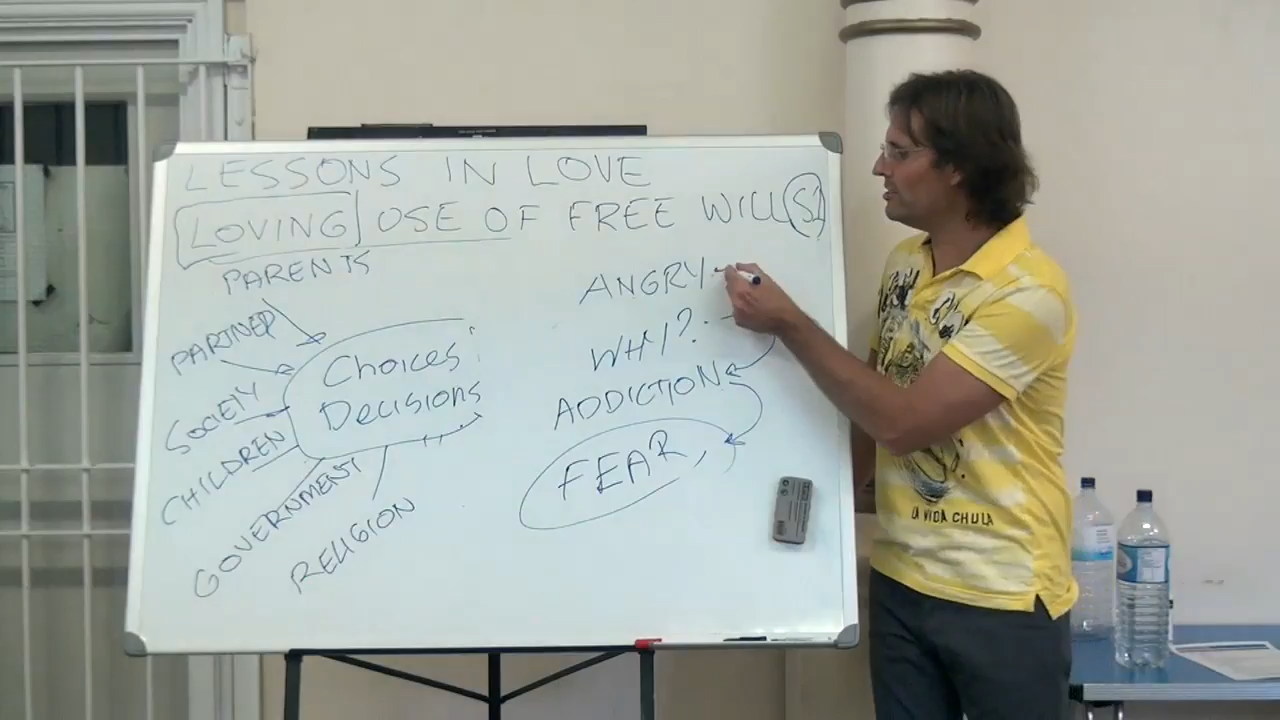 LESSONS IN LOVE
LOVING USE OF FREE WILL S1
PARENTS
PARTNER
SOCIETY
CHILDREN
GOVERNMENT
RELIGION
Choices
Decisions
ANGRY
WHY?
ADDICTION
FEAR
LA VIDA CHULA